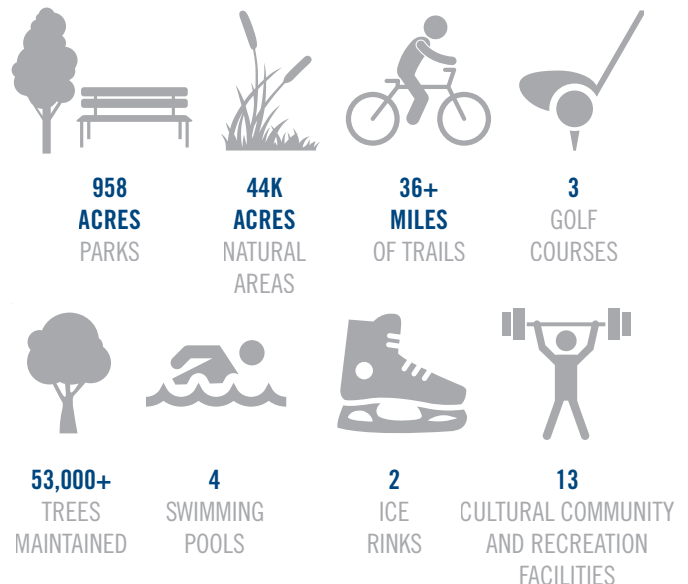 958
ACRES
PARKS
44K
ACRES
NATURAL
AREAS
36+
MILES
OF TRAILS
3
GOLF
COURSES
53,000+
TREES
MAINTAINED
4
SWIMMING
POOLS
2
ICE
RINKS
13
CULTURAL COMMUNITY
AND RECREATION
FACILITIES